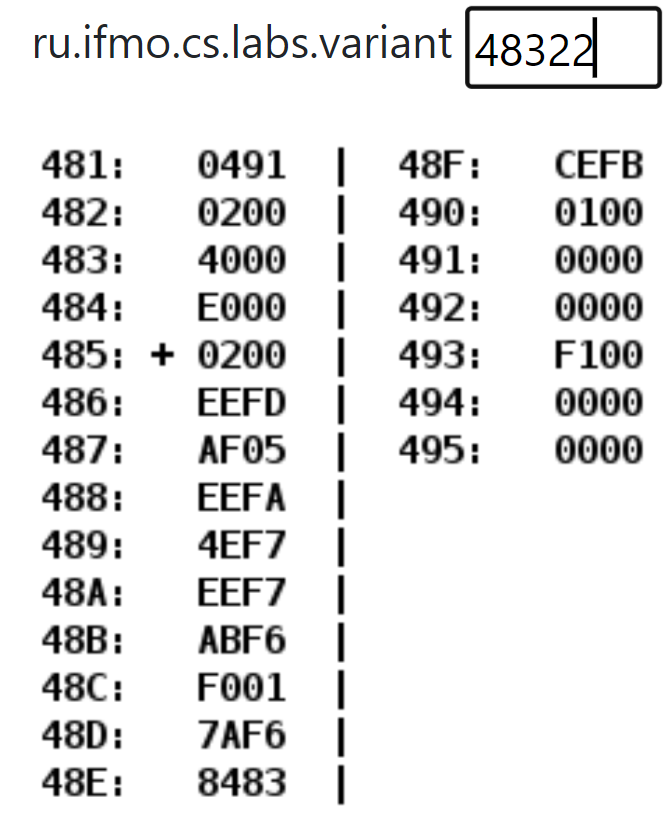 ru.ifmo.cs.labs.variant 48322
481: 0491 | 48F: CEFB
482: 0200 | 490: 0100
483: 4000 | 491: 0000
484: E000 | 492: 0000
485: + 0200 | 493: F100
486: EEFD | 494: 0000
487: AF05 | 495: 0000
488: EEFA |
489: 4EF7 |
48A: EEF7 |
48B: ABF6 |
48C: F001 |
48D: 7AF6 |
48E: 8483 |